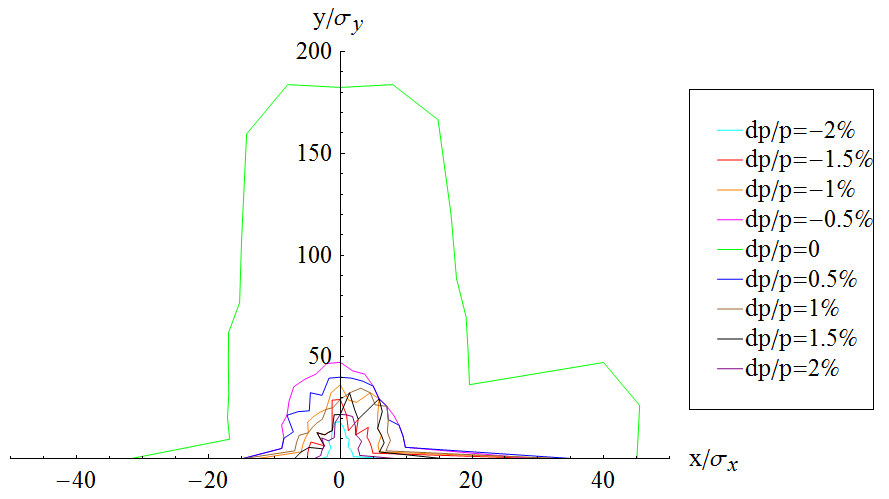 y/σy
200
150
100
50
−40
−20
0
20
40
x/σx
dp/p=−2%
dp/p=−1.5%
dp/p=−1%
dp/p=−0.5%
dp/p=0
dp/p=0.5%
dp/p=1%
dp/p=1.5%
dp/p=2%